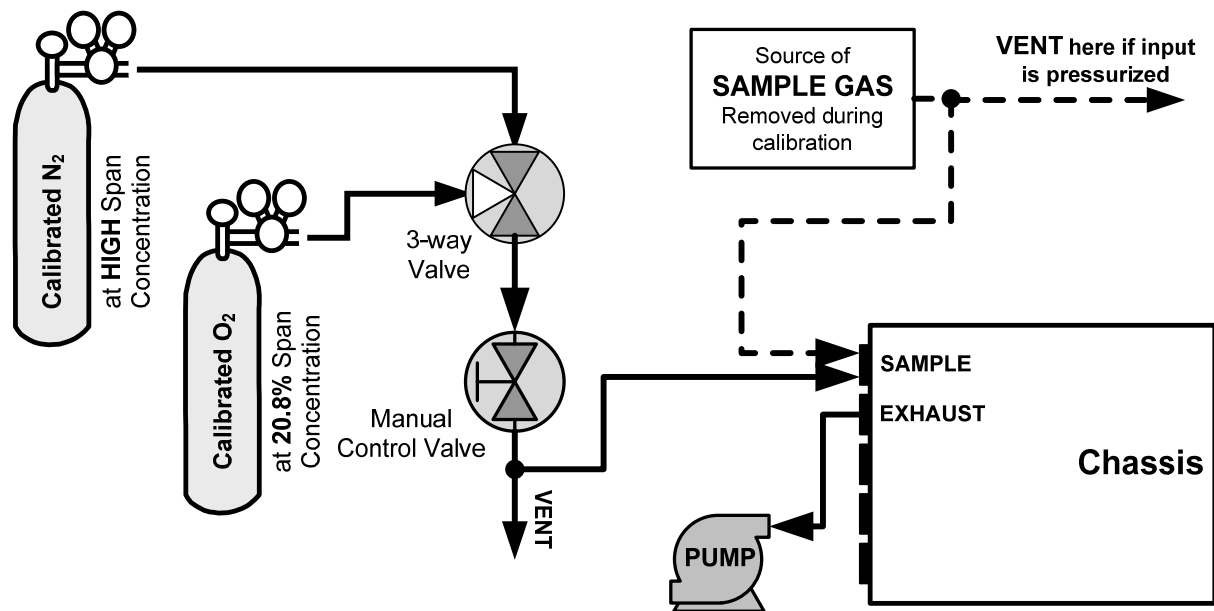 Calibrated N₂
at HIGH Span
Concentration
Calibrated O₂
at 20.8% Span
Concentration
3-way
Valve
Manual
Control Valve
VENT
Source of
SAMPLE GAS
Removed during
calibration
VENT here if input
is pressurized
SAMPLE
EXHAUST
Chassis
PUMP